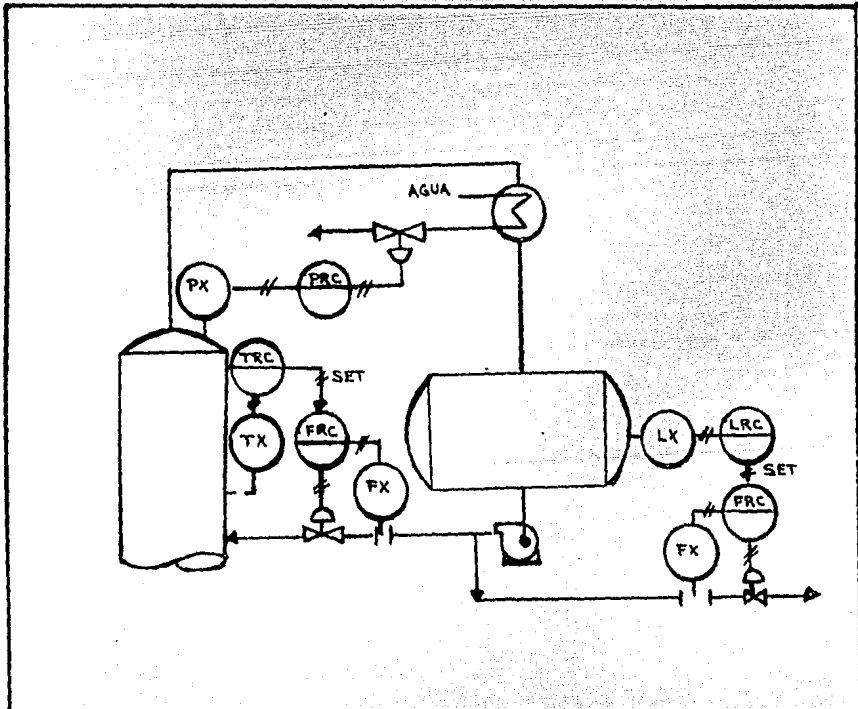 AGUA
PX
PRC
TRC
SET
TX
FRC
FX
LX
LRC
SET
FRC
FX